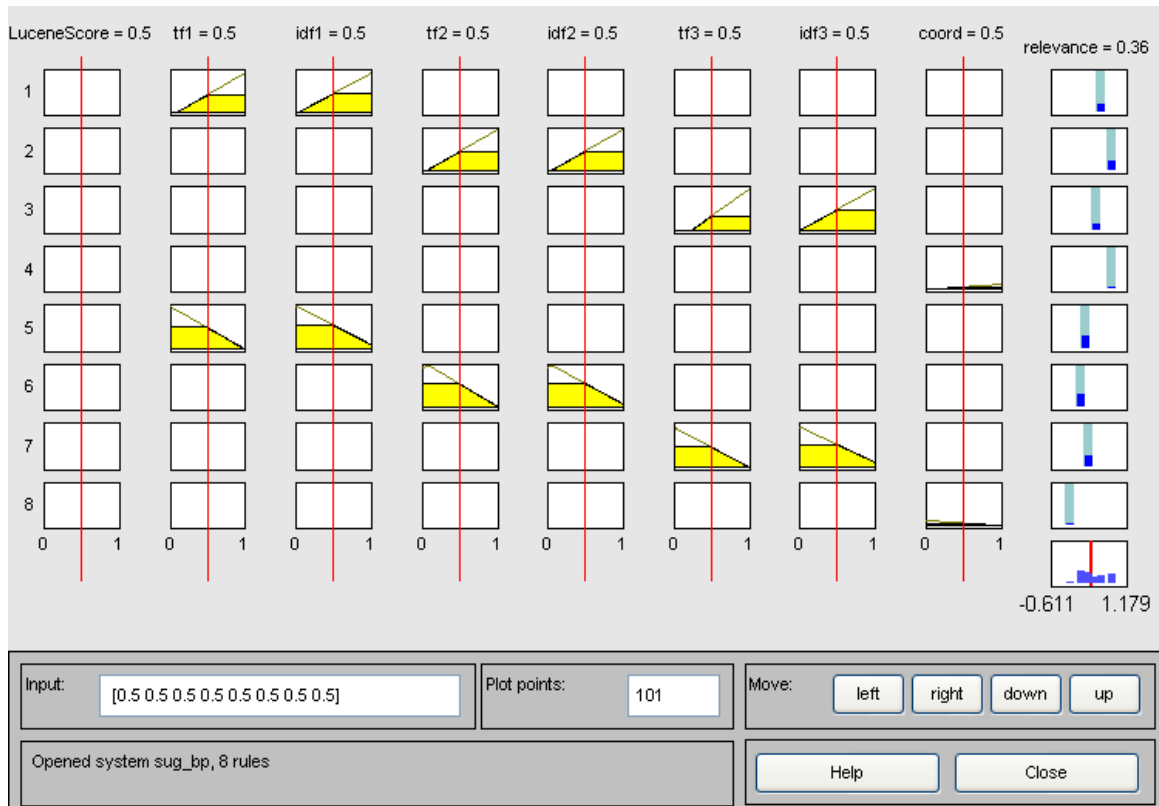 LuceneScore = 0.5 tf1 = 0.5 idf1 = 0.5 tf2 = 0.5 idf2 = 0.5 tf3 = 0.5 idf3 = 0.5 coord = 0.5 relevance = 0.36
1
2
3
4
5
6
7
8
0 1 0 1 0 1 0 1 0 1 0 1 0 1 0 1
-0.611 1.179
Input: [0.5 0.5 0.5 0.5 0.5 0.5 0.5 0.5] Plot points: 101 Move: left right down up
Opened system sug_bp, 8 rules Help Close